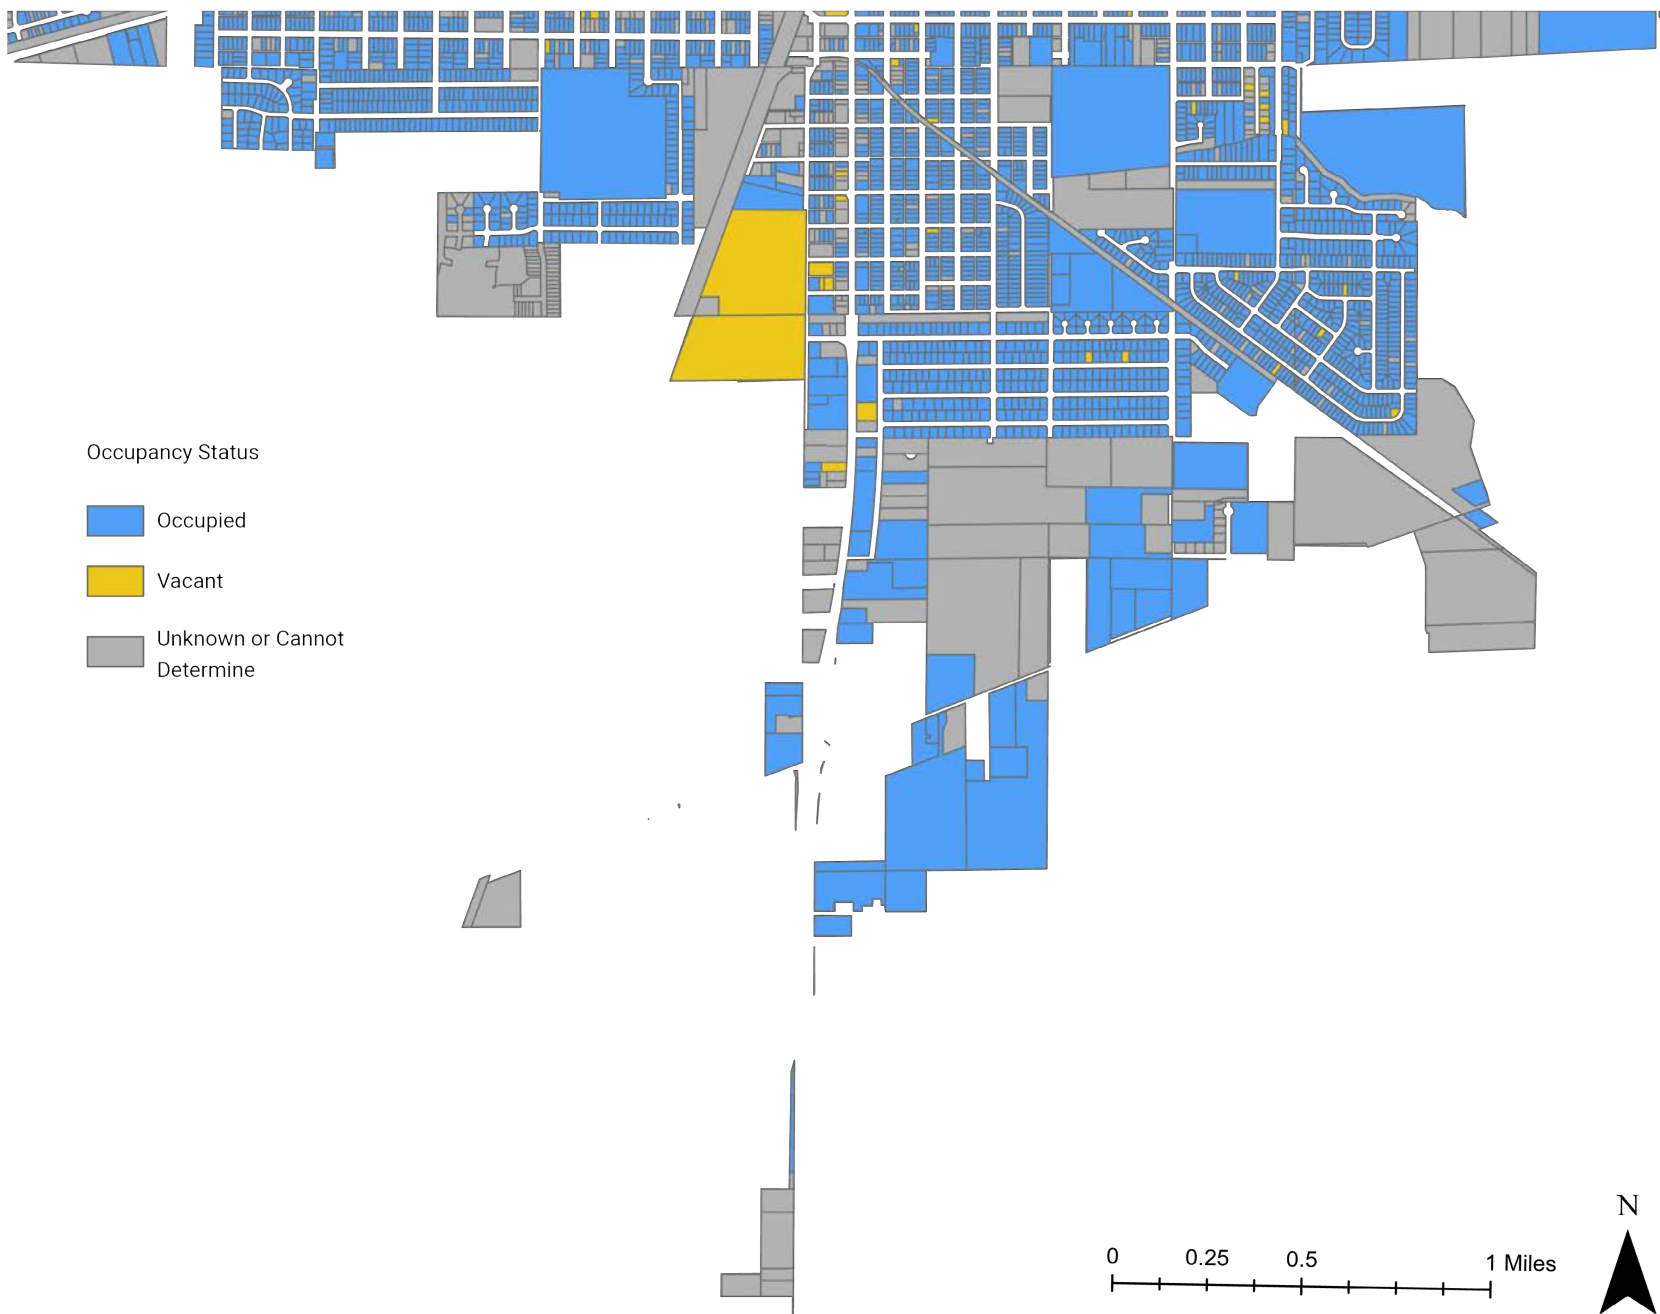 Occupancy Status
Occupied
Vacant
Unknown or Cannot
Determine
N
0 0.25 0.5 1 Miles